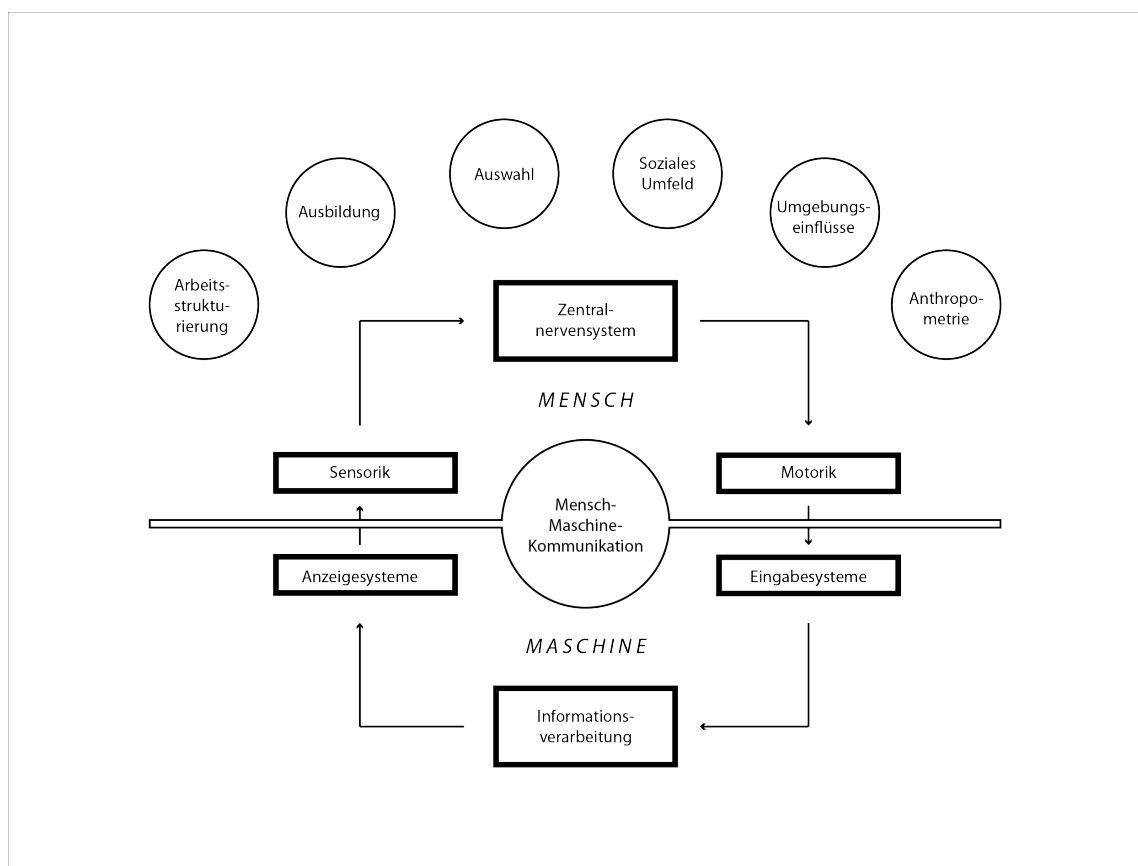 Auswahl
Soziales
Umfeld
Ausbildung
Umgebungs-
einflüsse
Arbeits-
struktu-
rierung
Anthropo-
metrie
Zentral-
nervensystem
MENSCH
Sensorik
Motorik
Mensch-
Maschine-
Kommunikation
Anzeigesysteme
Eingabesysteme
MASCHINE
Informations-
verarbeitung